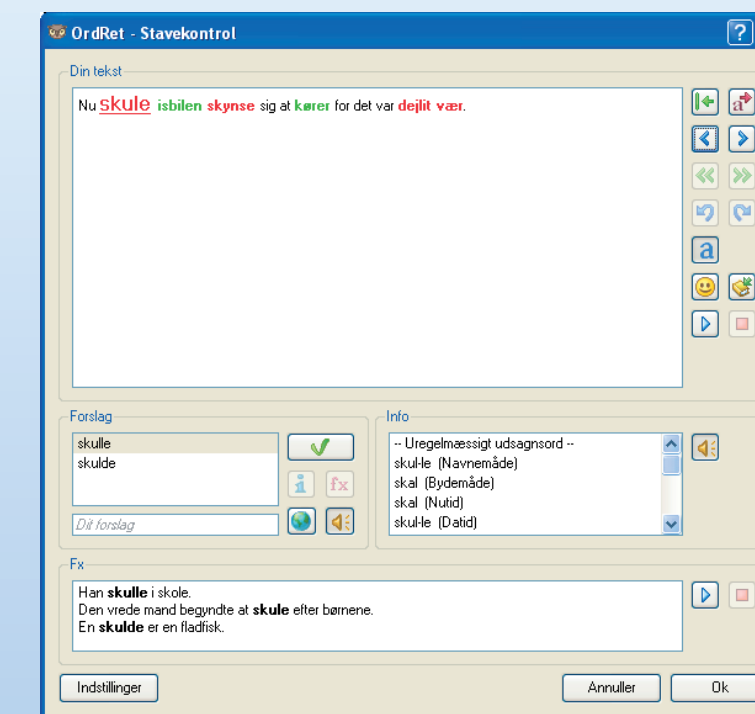 OrdRet - Stavekontrol
?
Din tekst
Nu skule isbilen skynse sig at kører for det var dejlit vær.
a
a
Forslag
skulle
skulde
i fx
Dit forslag
Info
-- Uregelmæssigt udsagnsord --
skul-le (Navnemåde)
skal (Bydemåde)
skal (Nutid)
skul-le (Datid)
Fx
Han skulle i skole.
Den vrede mand begyndte at skule efter børnene.
En skulde er en fladfisk.
Indstillinger
Annuller
Ok